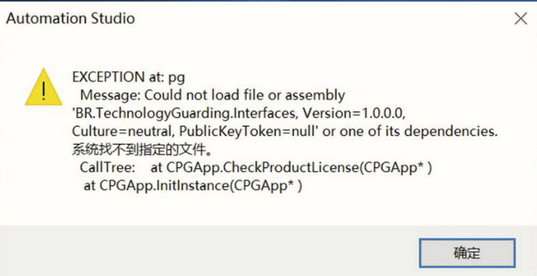 Automation Studio
EXCEPTION at: pg
Message: Could not load file or assembly
'BR.TechnologyGuarding.Interfaces, Version=1.0.0.0,
Culture=neutral, PublicKeyToken=null' or one of its dependencies.
系统找不到指定的文件。
CallTree: at CPGApp.CheckProductLicense(CPGApp* )
at CPGApp.InitInstance(CPGApp* )
确定